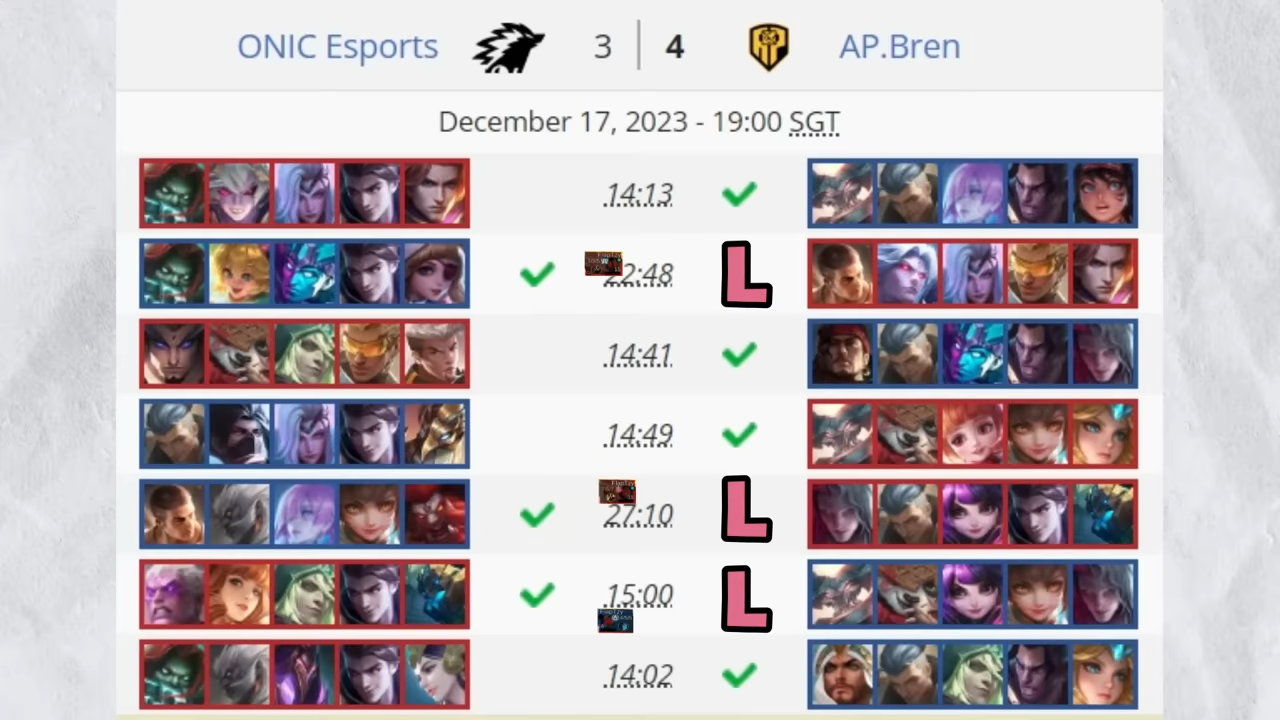 ONIC Esports 3 4 AP.Bren
December 17, 2023 - 19:00 SGT
14:13
22:48 L
14:41
14:49
27:10 L
15:00 L
14:02